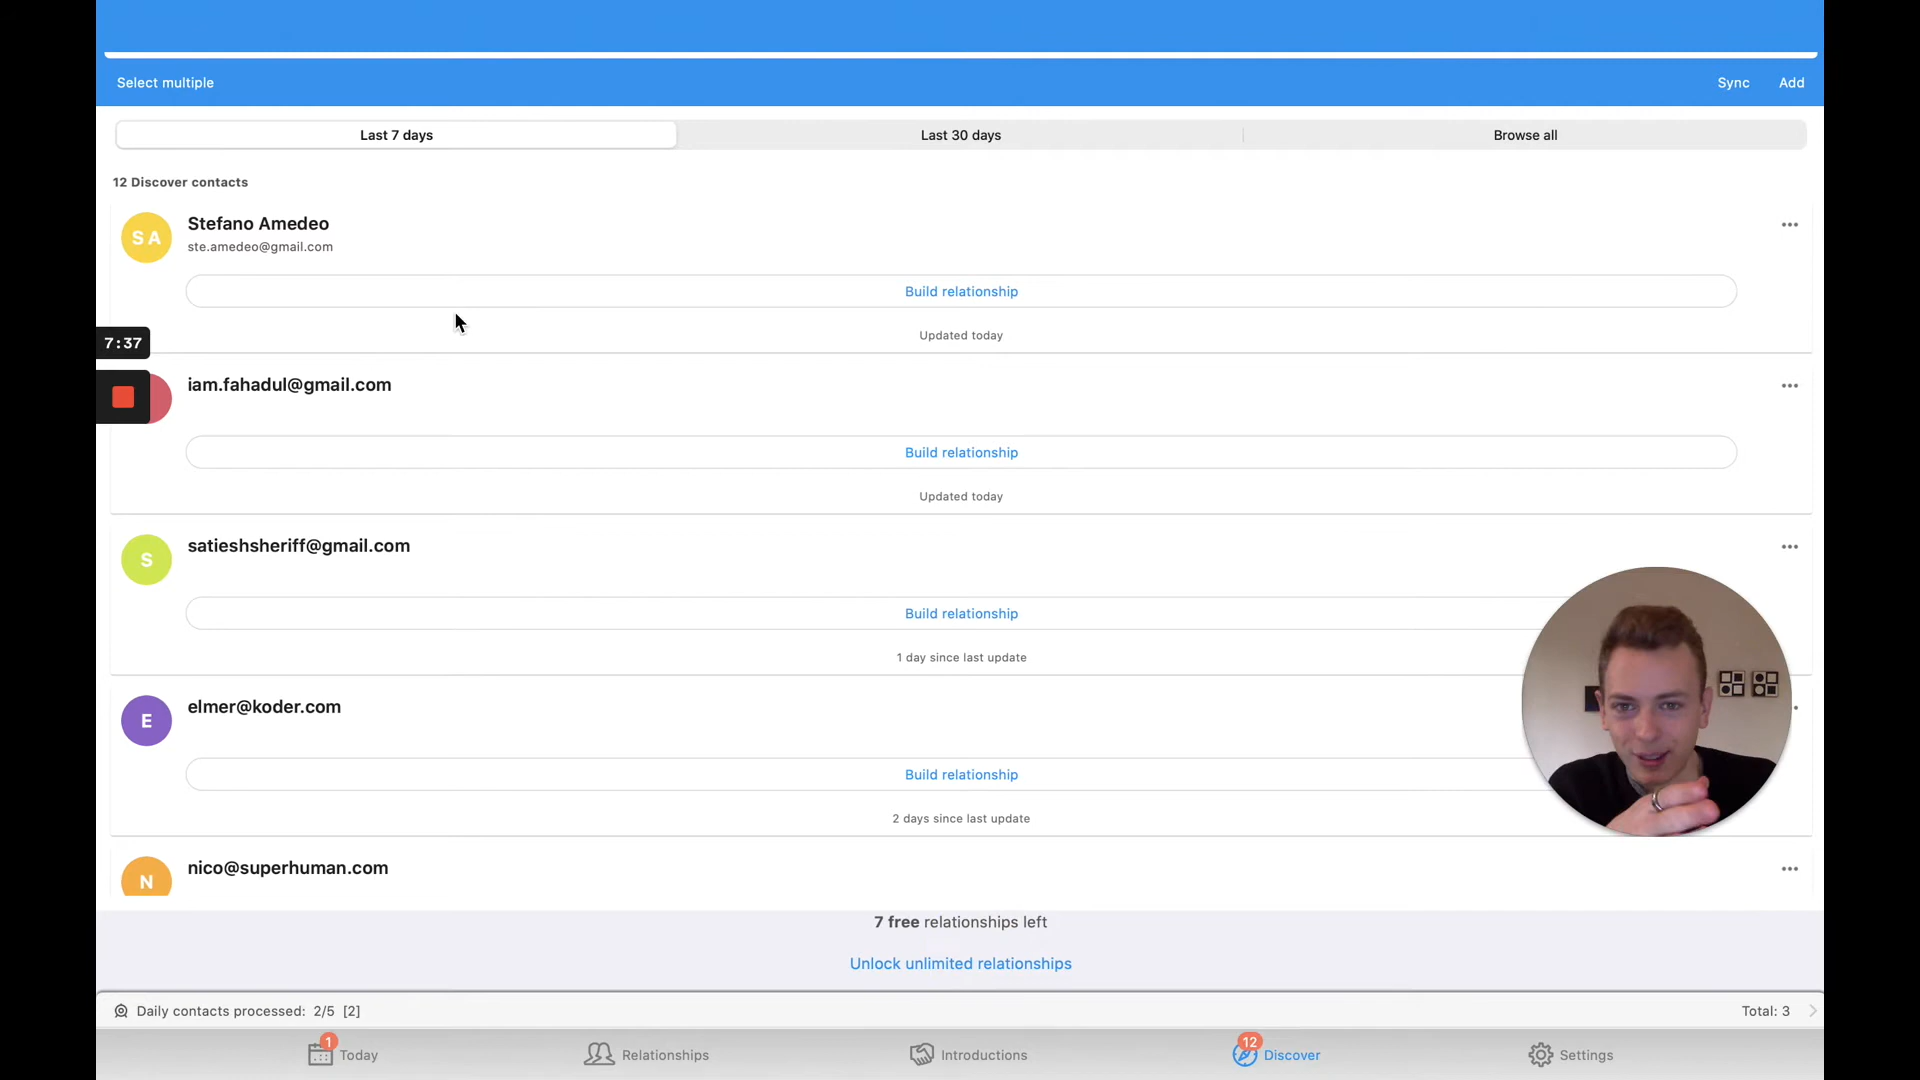 Select multiple
Sync
Add
Last 7 days
Last 30 days
Browse all
12 Discover contacts
S A
Stefano Amedeo
ste.amedeo@gmail.com
Build relationship
Updated today
7:37
iam.fahadul@gmail.com
Build relationship
Updated today
S
satieshsheriff@gmail.com
Build relationship
1 day since last update
E
elmer@koder.com
Build relationship
2 days since last update
N
nico@superhuman.com
7 free relationships left
Unlock unlimited relationships
Daily contacts processed: 2/5 [2]
Total: 3
1
Today
Relationships
Introductions
12
Discover
Settings